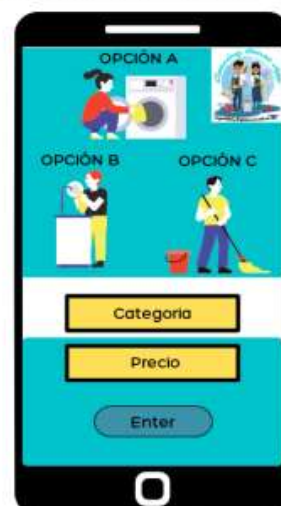 OPCIÓN A
OPCIÓN B
OPCIÓN C
Categoria
Precio
Enter